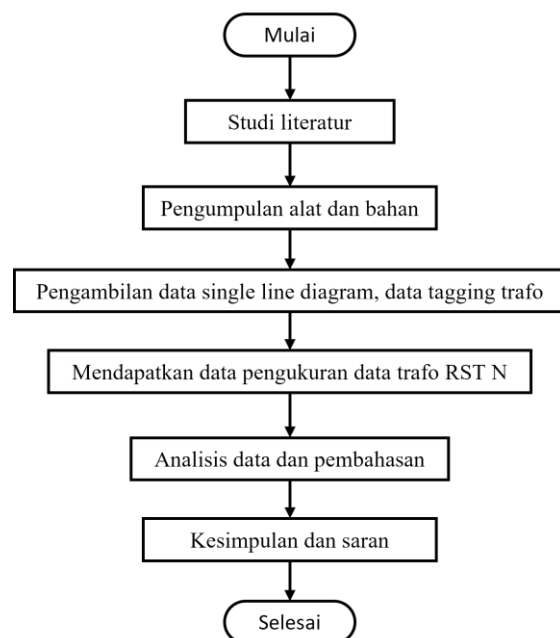 Mulai
Studi literatur
Pengumpulan alat dan bahan
Pengambilan data single line diagram, data tagging trafo
Mendapatkan data pengukuran data trafo RST N
Analisis data dan pembahasan
Kesimpulan dan saran
Selesai